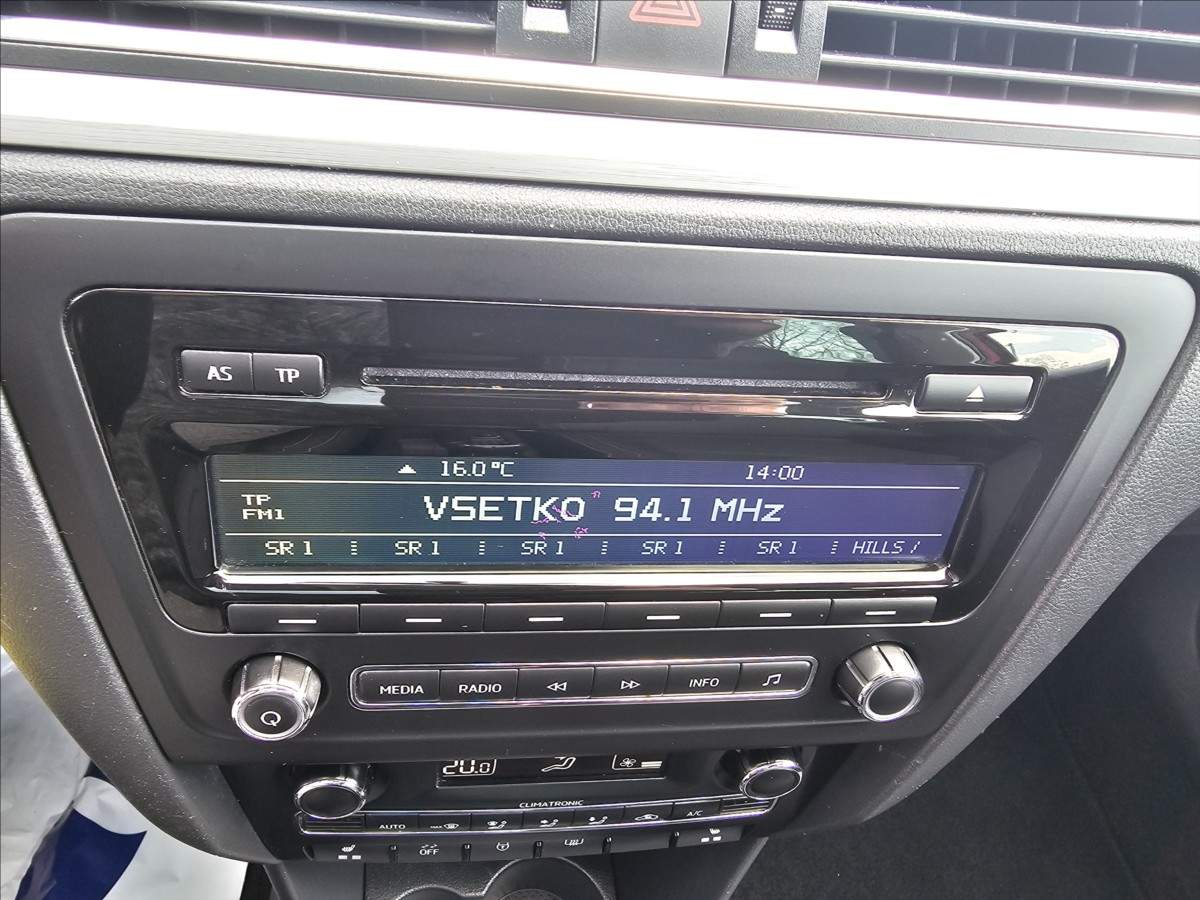 AS TP
16.0 °C 14:00
TP
FM1
VSETKO 94.1 MHz
SR 1 SR 1 SR 1 SR 1 SR 1 HILLS /
MEDIA RADIO INFO
20.0
CLIMATRONIC
AUTO MAX A/C
OFF